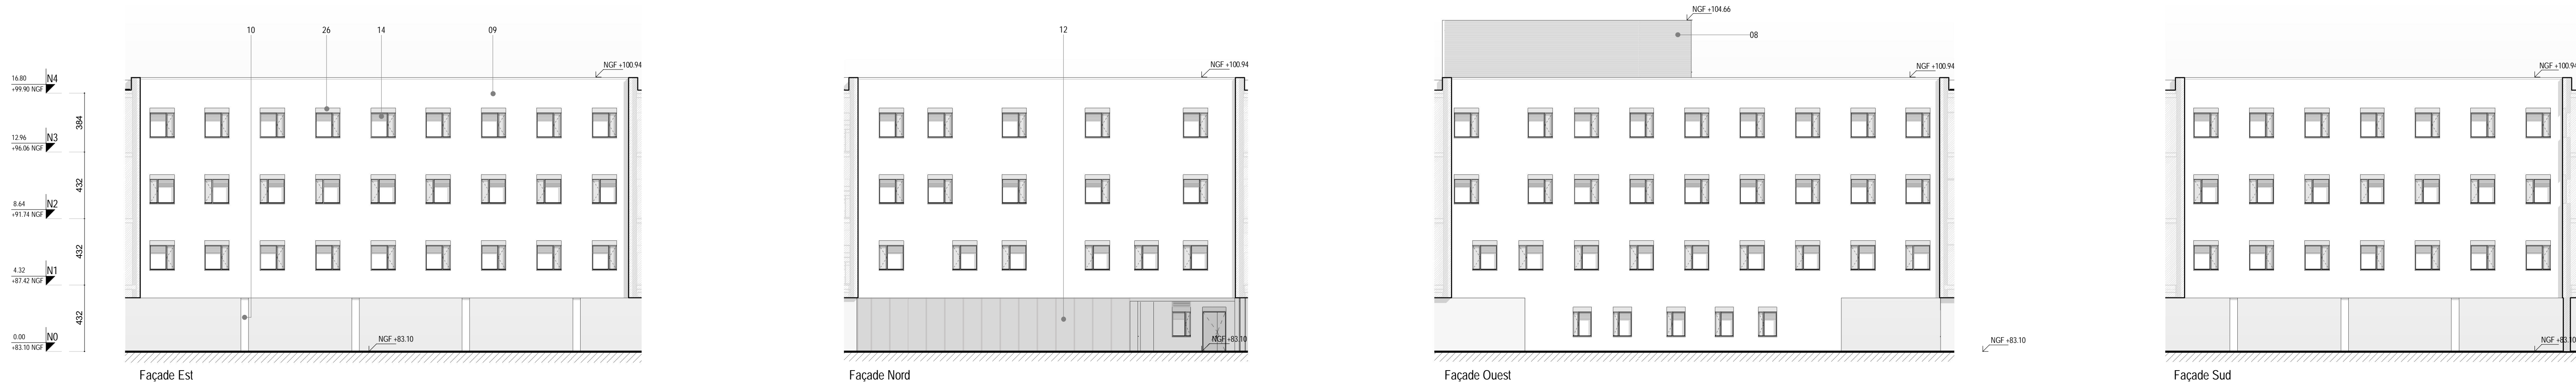 10
26
14
09
NGF +100.94
16.80 N4
+99.90 NGF
384
12.96 N3
+96.06 NGF
432
8.64 N2
+91.74 NGF
432
4.32 N1
+87.42 NGF
432
0.00 N0
+83.10 NGF
NGF +83.10
Façade Est
12
NGF +100.94
NGF +83.10
Façade Nord
NGF +104.66
08
NGF +100.94
NGF +83.10
Façade Ouest
NGF +100.94
NGF +83.10
Façade Sud